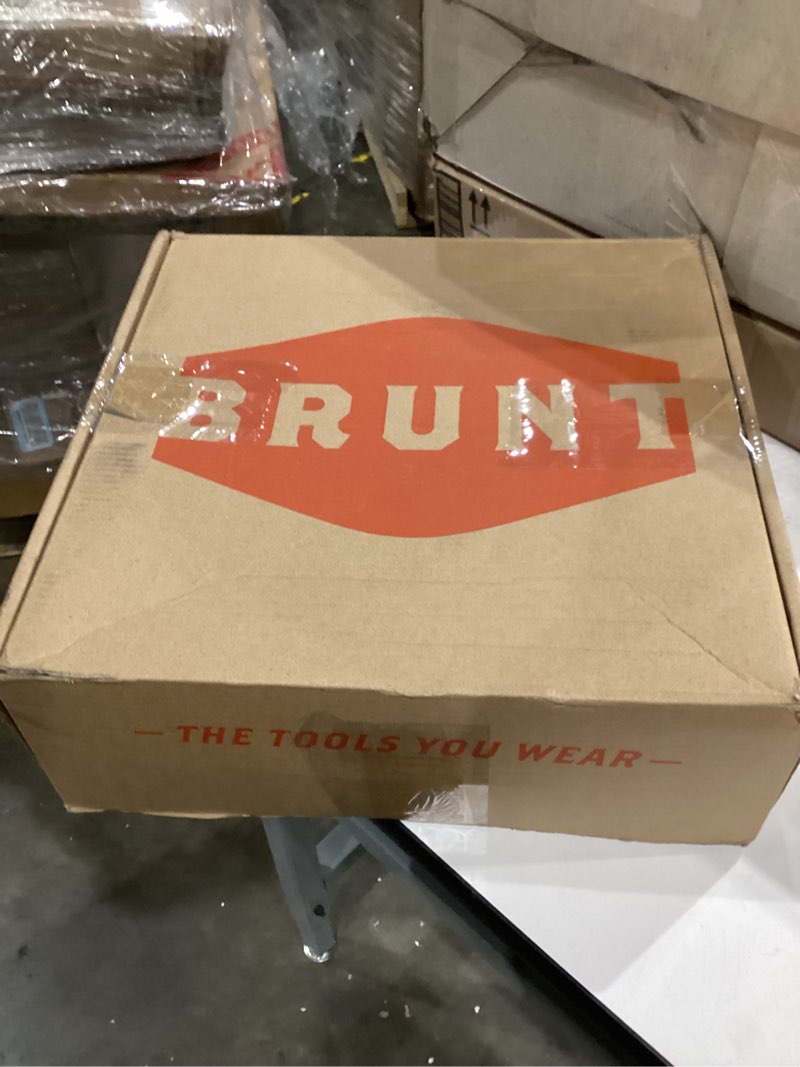 BRUNT
— THE TOOLS YOU WEAR —